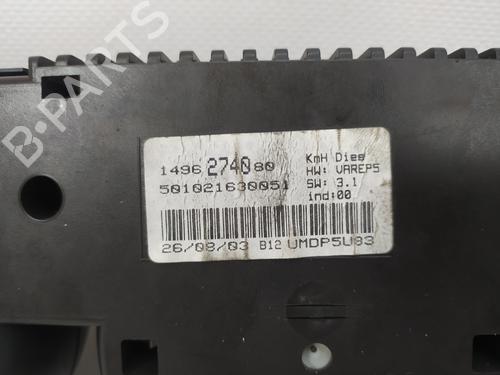 B-PARTS
1496 2740 80
501021630051
KmH Dies
HW: VAREP5
SW: 3.1
ind:00
26/08/03 B12 UMDP5U83